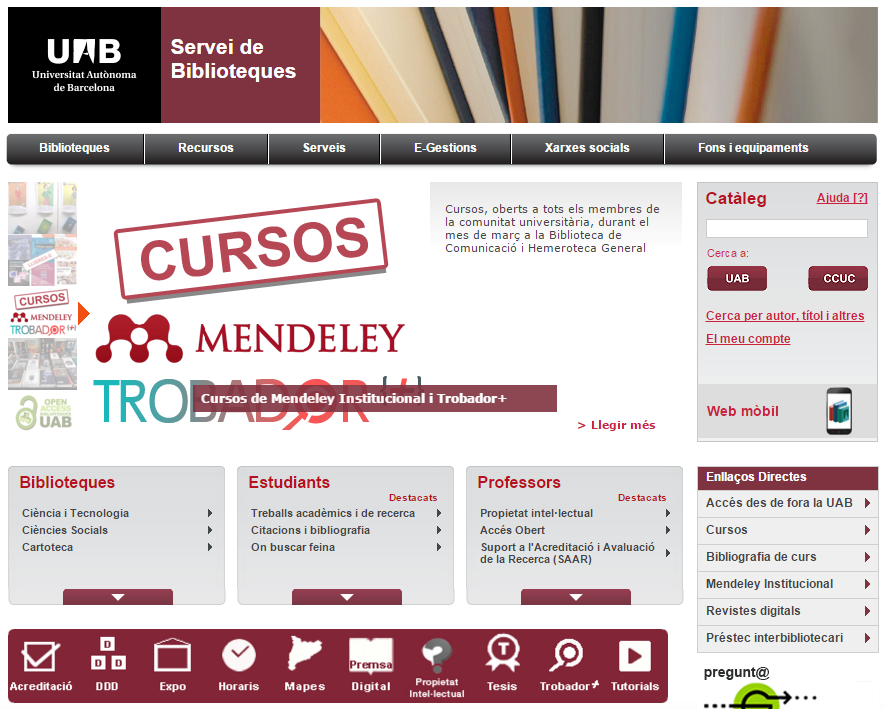 UAB
Universitat Autònoma
de Barcelona
Servei de
Biblioteques
Biblioteques
Recursos
Serveis
E-Gestions
Xarxes socials
Fons i equipaments
CURSOS
MENDELEY
TROBADOR{+}
OPEN
ACCESS
UAB
CURSOS
MENDELEY
TROBADOR{+}
Cursos de Mendeley Institucional i Trobador+
Cursos, oberts a tots els membres de
la comunitat universitària, durant el
mes de març a la Biblioteca de
Comunicació i Hemeroteca General
> Llegir més
Catàleg
Ajuda [?]
Cerca a:
UAB
CCUC
Cerca per autor, títol i altres
El meu compte
Web mòbil
Biblioteques
Ciència i Tecnologia
Ciències Socials
Cartoteca
Estudiants
Destacats
Treballs acadèmics i de recerca
Citacions i bibliografia
On buscar feina
Professors
Destacats
Propietat intel·lectual
Accés Obert
Suport a l'Acreditació i Avaluació
de la Recerca (SAAR)
Enllaços Directes
Accés des de fora la UAB
Cursos
Bibliografia de curs
Mendeley Institucional
Revistes digitals
Préstec interbibliotecari
Acreditació
D
D D
DDD
Expo
Horaris
Mapes
Premsa
Digital
Propietat
Intel·lectual
T
Tesis
Trobador+
Tutorials
pregunt@